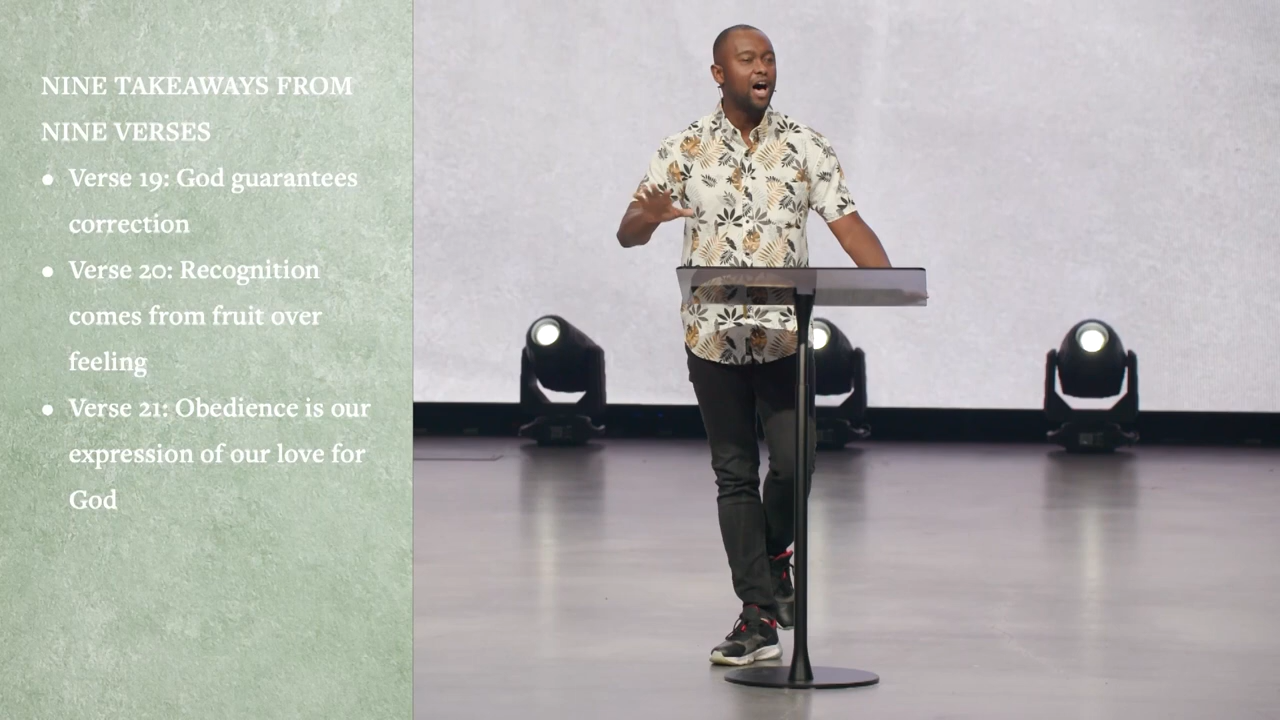 NINE TAKEAWAYS FROM
NINE VERSES
• Verse 19: God guarantees
correction
• Verse 20: Recognition
comes from fruit over
feeling
• Verse 21: Obedience is our
expression of our love for
God